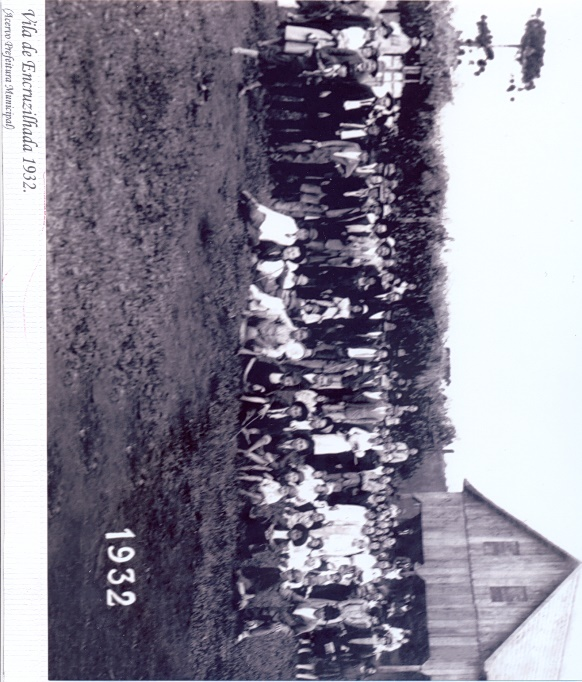 1932
Vila de Encruzilhada 1932.
(Acervo Prefeitura Municipal)